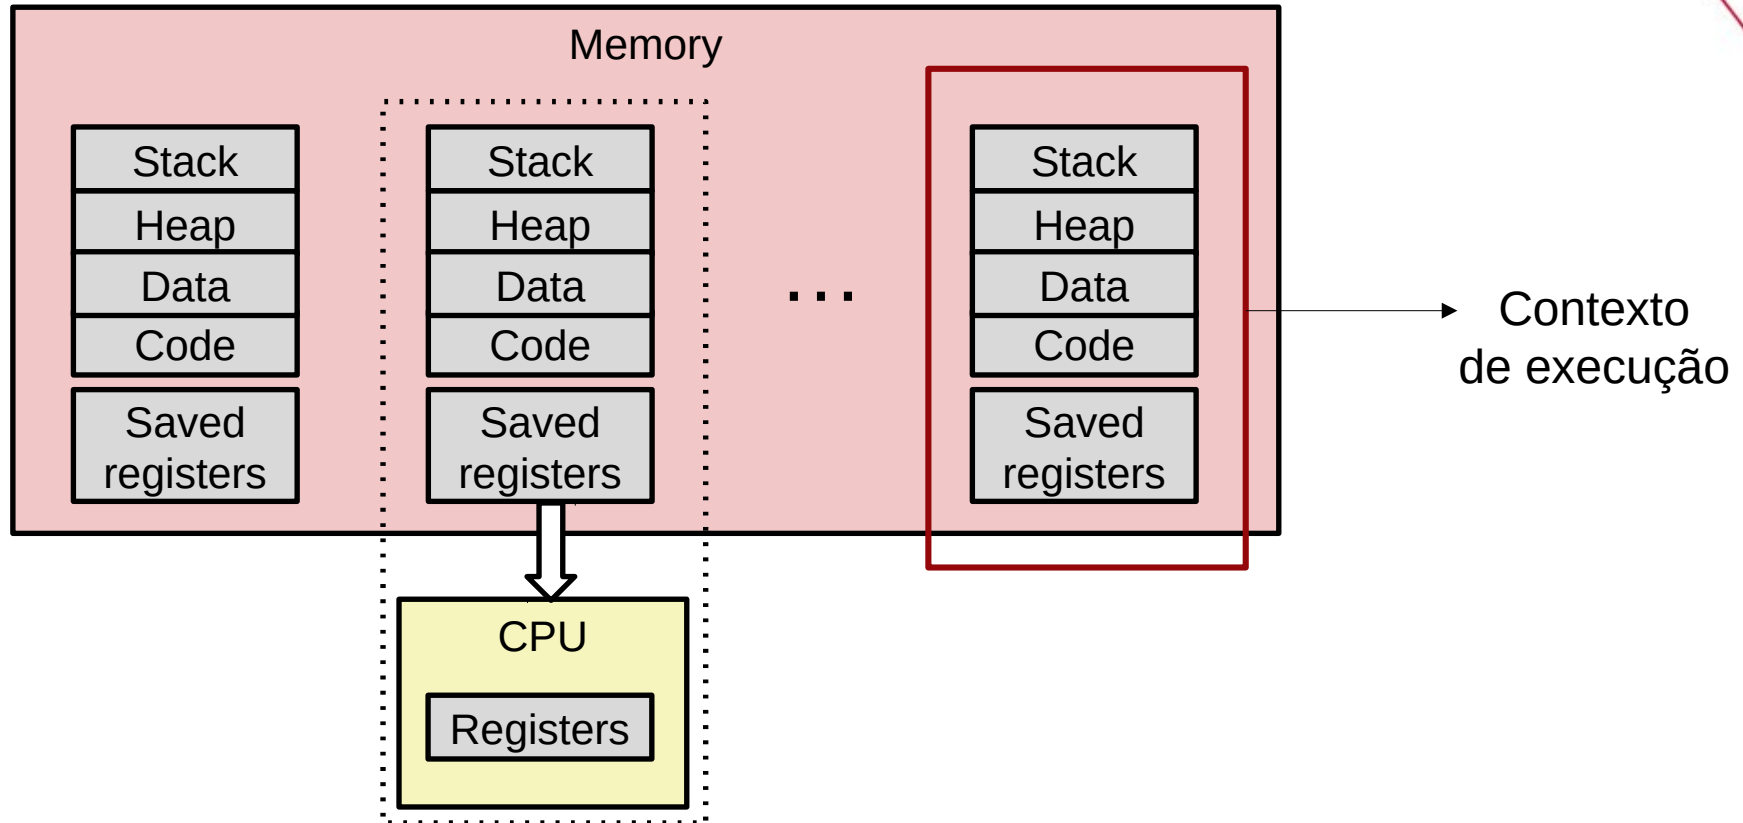 Memory
Stack
Heap
Data
Code
Saved
registers
Stack
Heap
Data
Code
Saved
registers
...
Stack
Heap
Data
Code
Saved
registers
Contexto
de execução
CPU
Registers